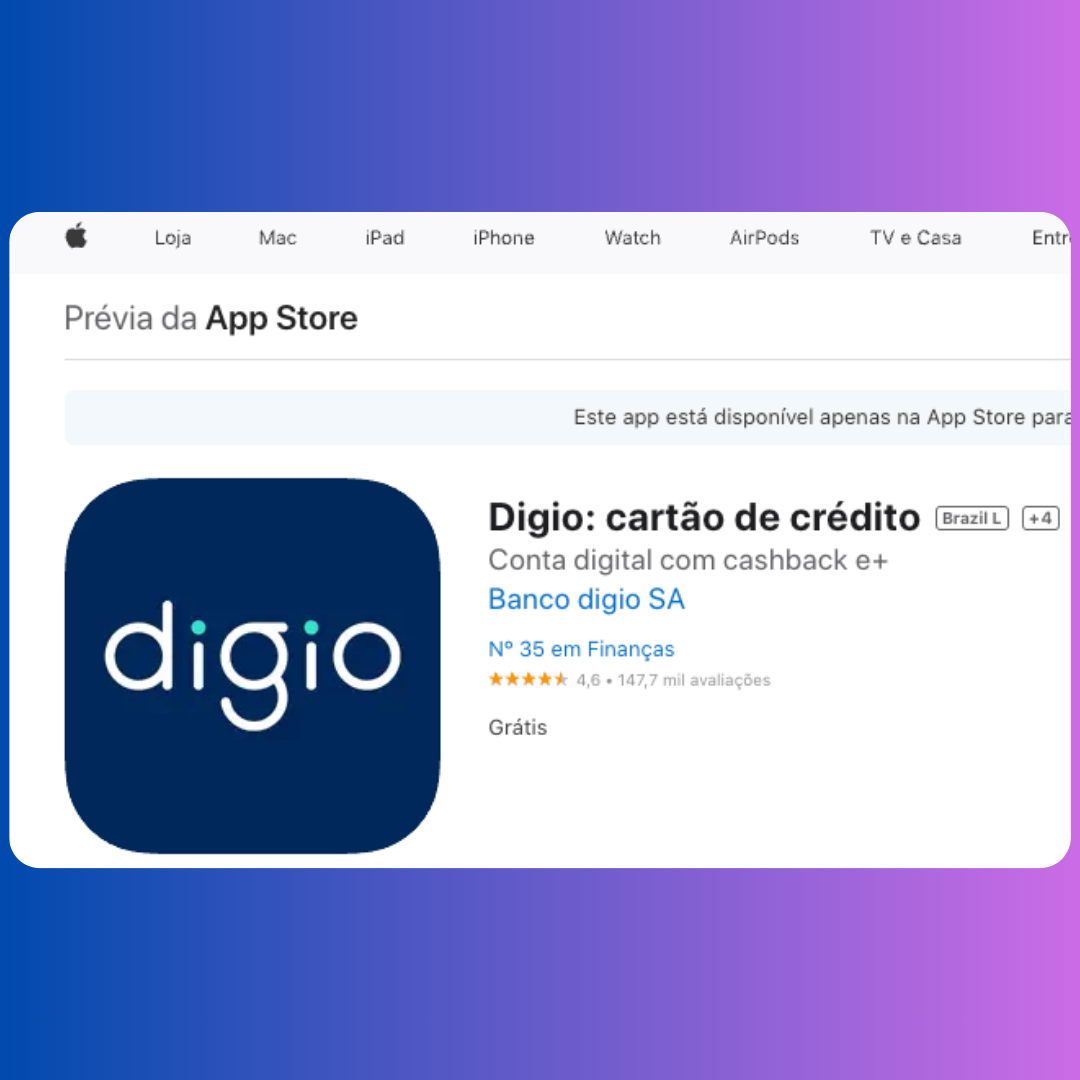 Loja Mac iPad iPhone Watch AirPods TV e Casa Entr
Prévia da App Store
Este app está disponível apenas na App Store para
digio
Digio: cartão de crédito Brazil L +4
Conta digital com cashback e+
Banco digio SA
Nº 35 em Finanças
4,6 • 147,7 mil avaliações
Grátis